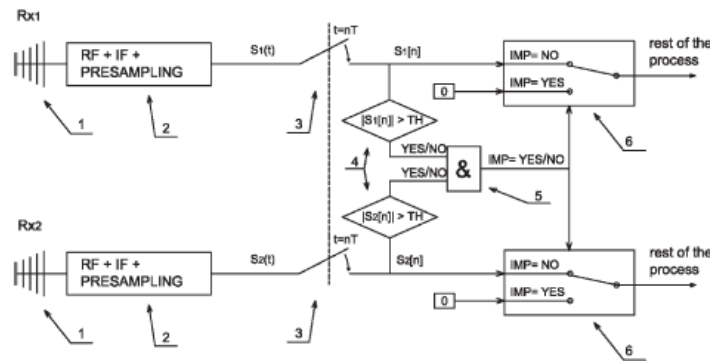 Rx1
RF + IF +
PRESAMPLING
S1(t)
t=nT
S1[n]
IMP= NO
IMP= YES
0
rest of the
process
1
2
3
|S1[n]| > TH
YES/NO
4
YES/NO
&
IMP= YES/NO
5
6
|S2[n]| > TH
Rx2
RF + IF +
PRESAMPLING
S2(t)
t=nT
S2[n]
IMP= NO
IMP= YES
0
rest of the
process
1
2
3
6